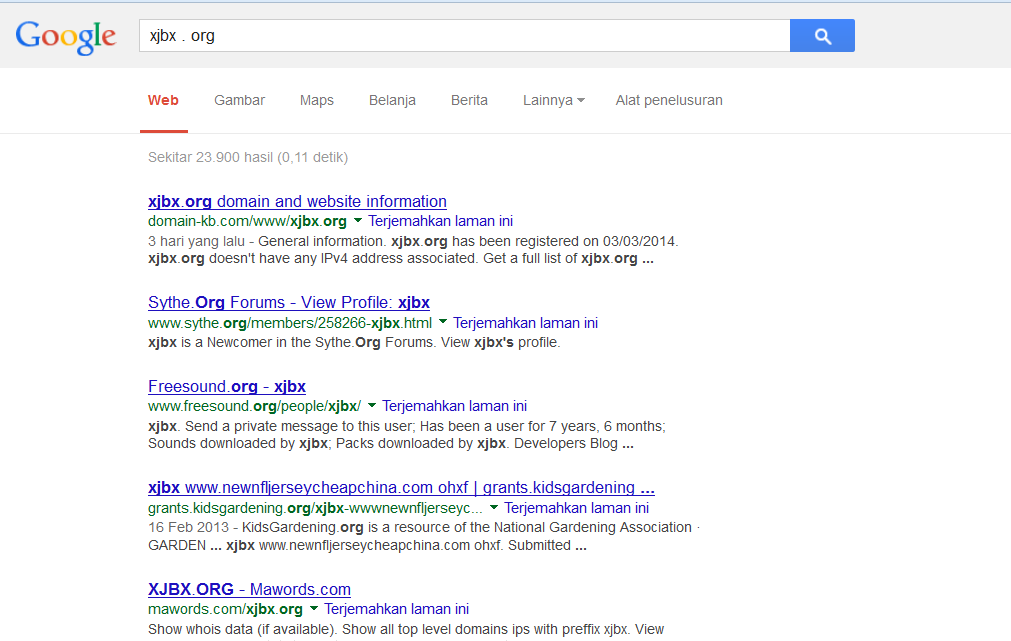 Google
xjbx . org
Web Gambar Maps Belanja Berita Lainnya Alat penelusuran
Sekitar 23.900 hasil (0,11 detik)
xjbx.org domain and website information
domain-kb.com/www/xjbx.org Terjemahkan laman ini
3 hari yang lalu - General information. xjbx.org has been registered on 03/03/2014.
xjbx.org doesn't have any IPv4 address associated. Get a full list of xjbx.org ...
Sythe.Org Forums - View Profile: xjbx
www.sythe.org/members/258266-xjbx.html Terjemahkan laman ini
xjbx is a Newcomer in the Sythe.Org Forums. View xjbx's profile.
Freesound.org - xjbx
www.freesound.org/people/xjbx/ Terjemahkan laman ini
xjbx. Send a private message to this user; Has been a user for 7 years, 6 months;
Sounds downloaded by xjbx; Packs downloaded by xjbx. Developers Blog ...
xjbx www.newnfljerseycheapchina.com ohxf | grants.kidsgardening ...
grants.kidsgardening.org/xjbx-wwwnewnfljerseyc... Terjemahkan laman ini
16 Feb 2013 - KidsGardening.org is a resource of the National Gardening Association ·
GARDEN ... xjbx www.newnfljerseycheapchina.com ohxf. Submitted ...
XJBX.ORG - Mawords.com
mawords.com/xjbx.org Terjemahkan laman ini
Show whois data (if available). Show all top level domains ips with preffix xjbx. View